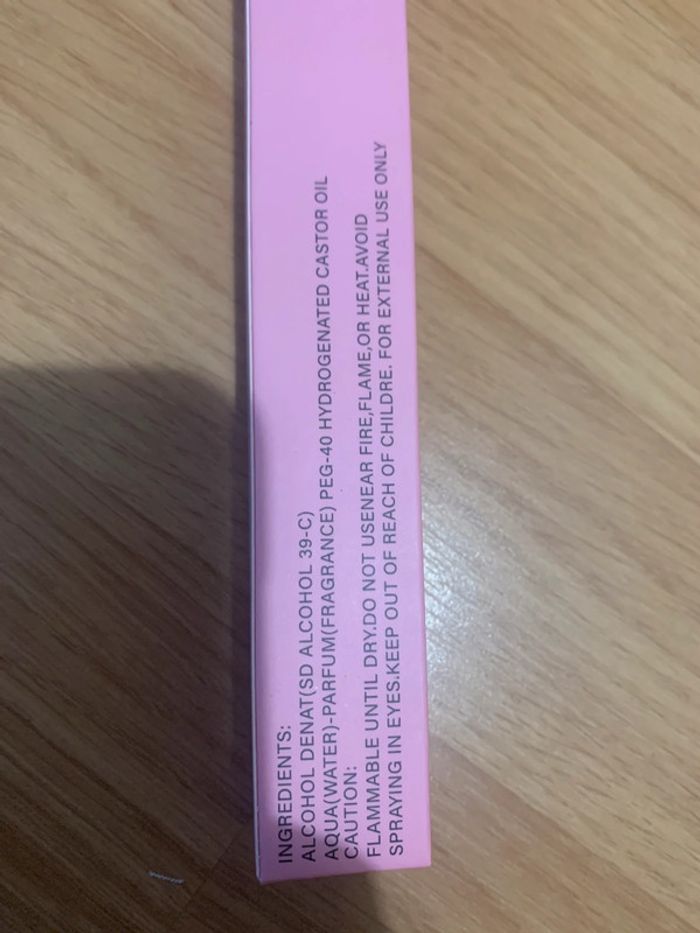 INGREDIENTS:
ALCOHOL DENAT(SD ALCOHOL 39-C)
AQUA(WATER)-PARFUM(FRAGRANCE) PEG-40 HYDROGENATED CASTOR OIL
CAUTION:
FLAMMABLE UNTIL DRY.DO NOT USENEAR FIRE,FLAME,OR HEAT.AVOID
SPRAYING IN EYES.KEEP OUT OF REACH OF CHILDRE. FOR EXTERNAL USE ONLY